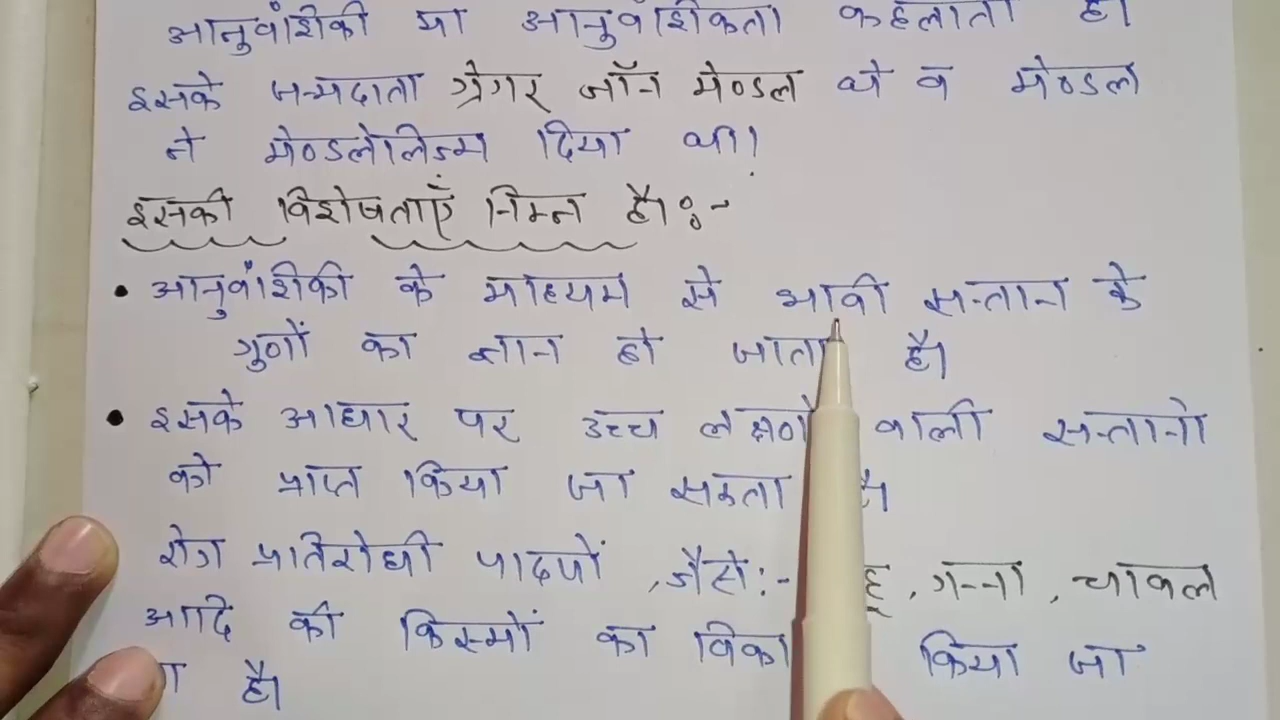 आनुवांशिकी या आनुवांशिकता कहलाता है।
इसके जन्मदाता ग्रेगर जॉन मेण्डल थे व मेण्डल
ने मेण्डलेलिज्म दिया था।
इसकी विशेषताएँ निम्न है।:-
• आनुवांशिकी के माध्यम से भावी सन्तान के
गुणों का ज्ञान हो जाता है।
• इसके आधार पर उच्च लक्षणों वाली सन्तानो
को प्राप्त किया जा सकता
रोग प्रतिरोधी पादपों , जैसे:- , गन्ना , चावल
आदि की किस्मों का किया जा
है।